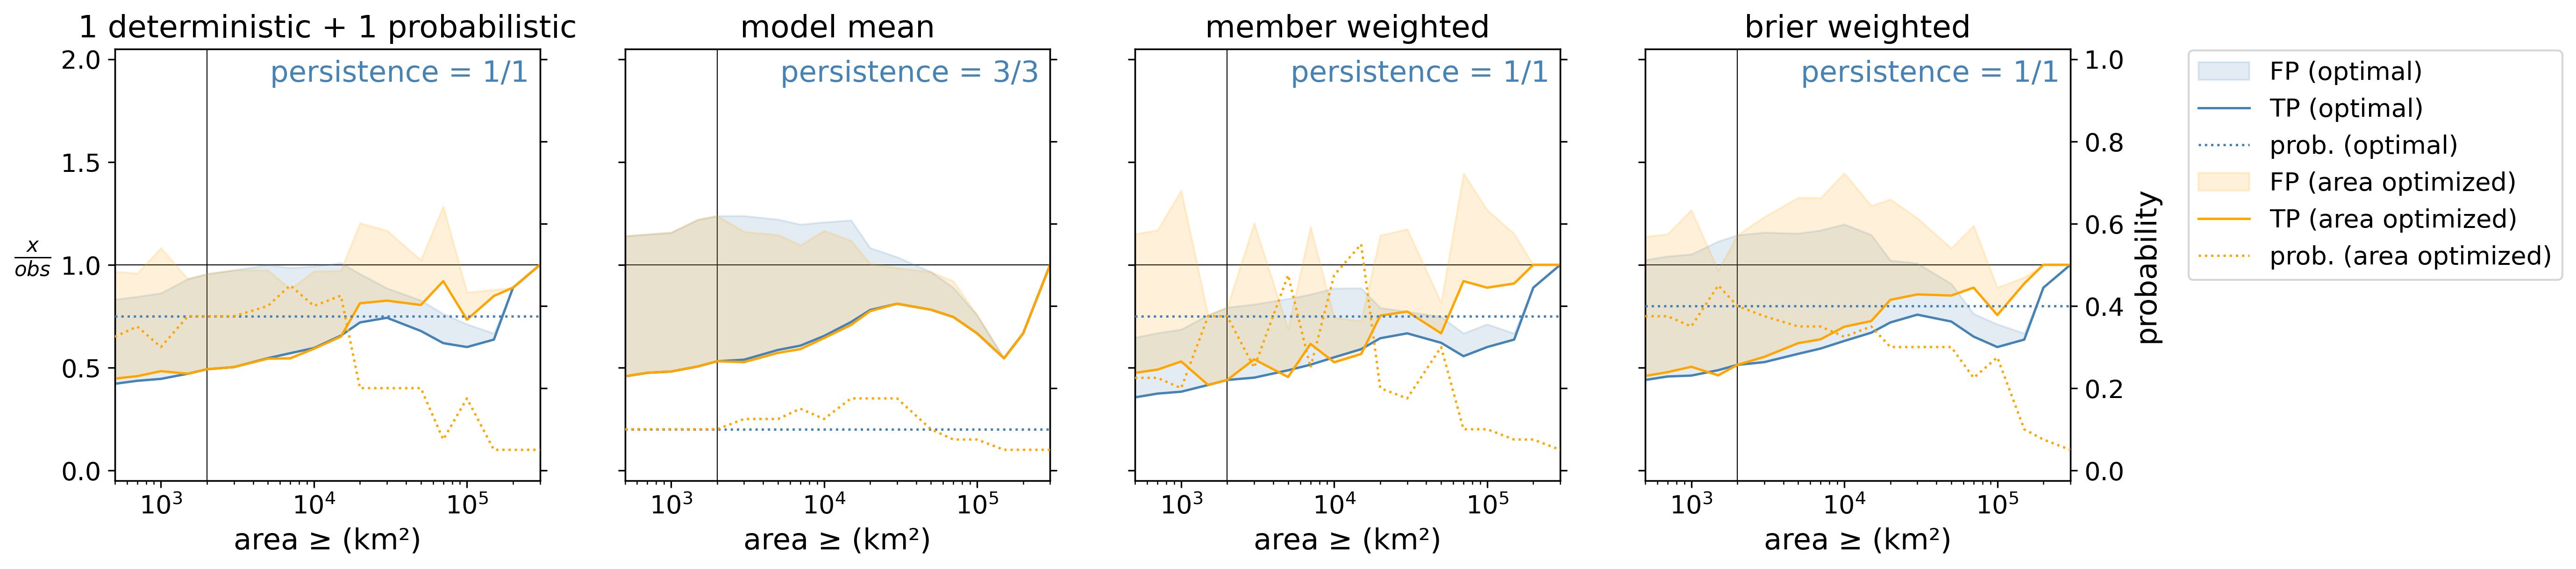 1 deterministic + 1 probabilistic
model mean
member weighted
brier weighted
persistence = 1/1
persistence = 3/3
persistence = 1/1
persistence = 1/1
x
obs
2.0
1.5
1.0
0.5
0.0
10³ 10⁴ 10⁵
10³ 10⁴ 10⁵
10³ 10⁴ 10⁵
10³ 10⁴ 10⁵
area ≥ (km²)
area ≥ (km²)
area ≥ (km²)
area ≥ (km²)
1.0
0.8
0.6
0.4
0.2
0.0
probability
FP (optimal)
TP (optimal)
prob. (optimal)
FP (area optimized)
TP (area optimized)
prob. (area optimized)